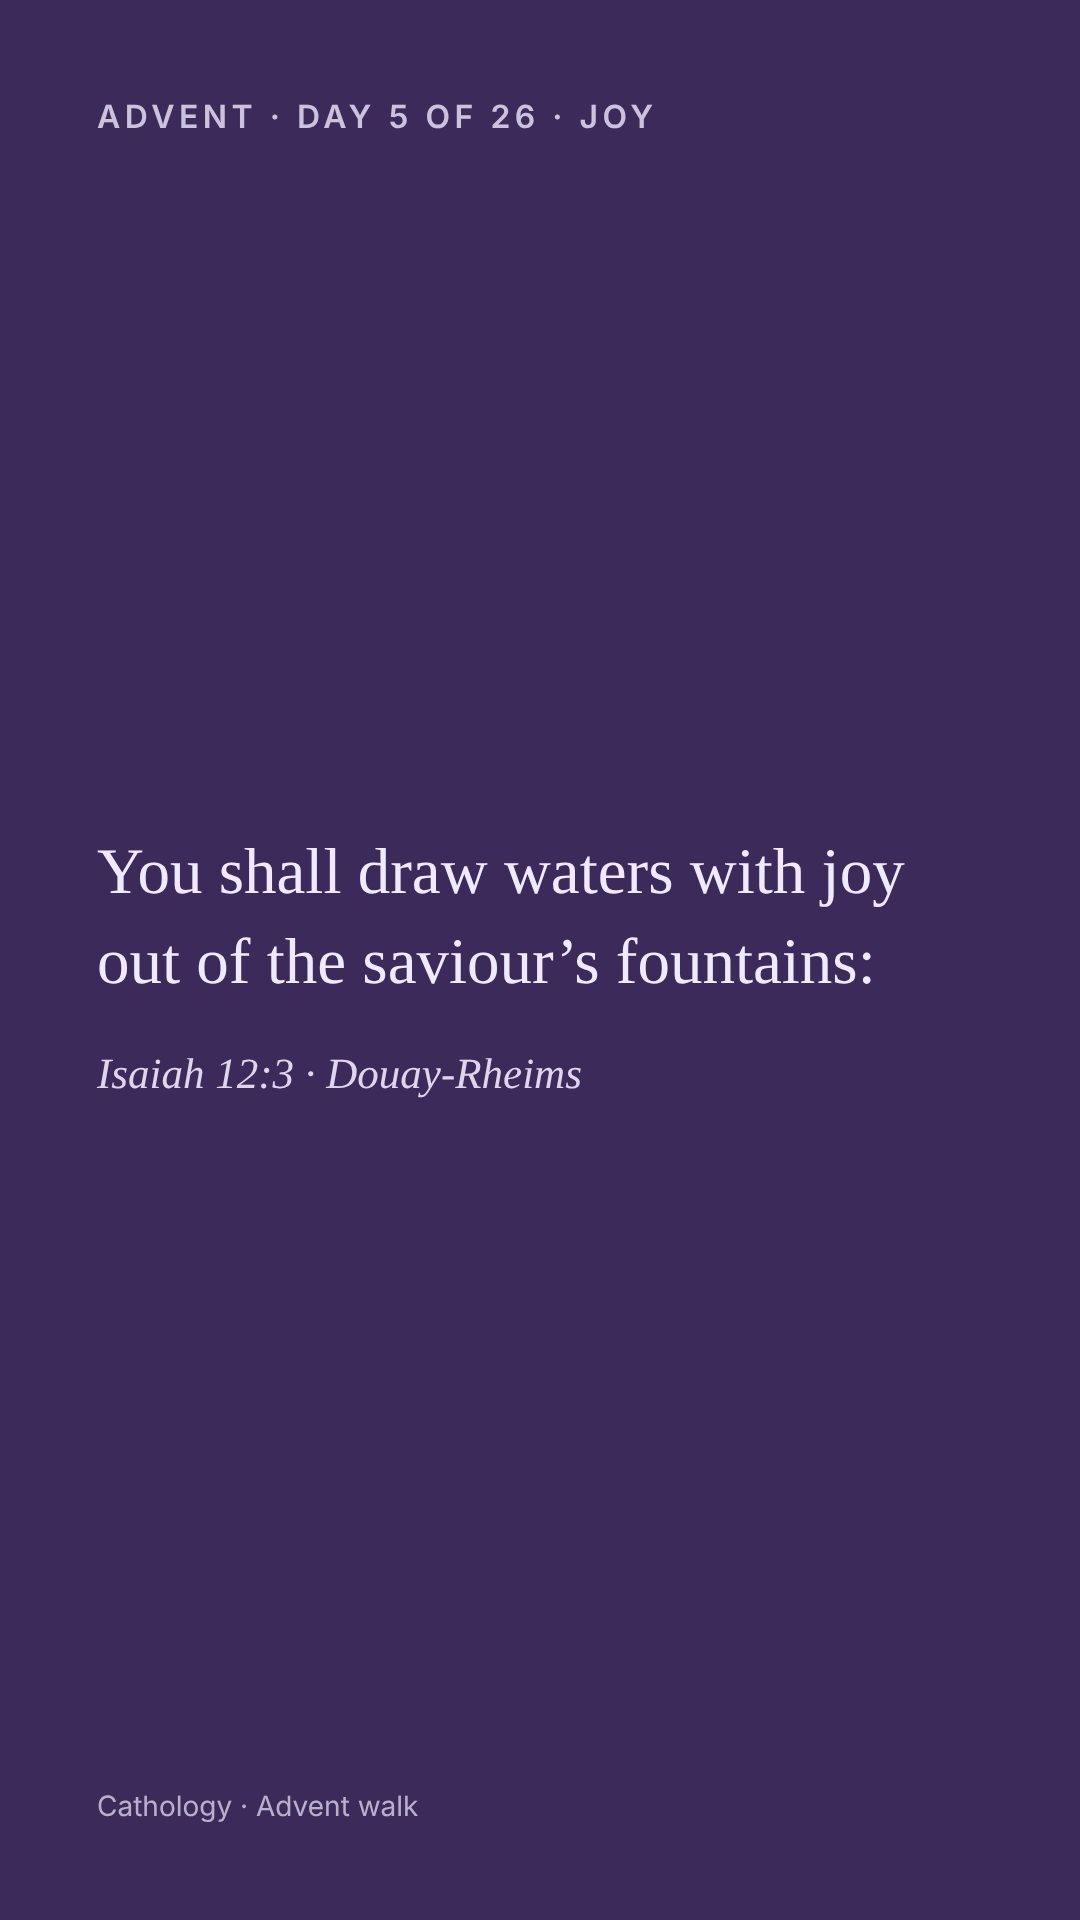 ADVENT · DAY 5 OF 26 · JOY
You shall draw waters with joy
out of the saviour’s fountains:
Isaiah 12:3 · Douay-Rheims
Cathology · Advent walk